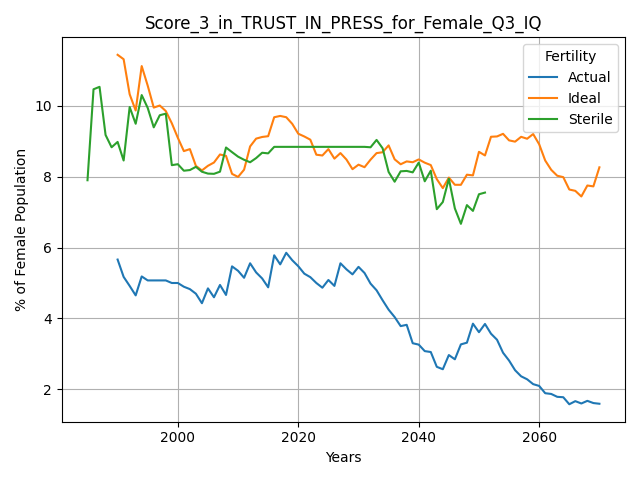 Score_3_in_TRUST_IN_PRESS_for_Female_Q3_IQ
Fertility
Actual
Ideal
Sterile
% of Female Population
10
8
6
4
2
2000
2020
2040
2060
Years